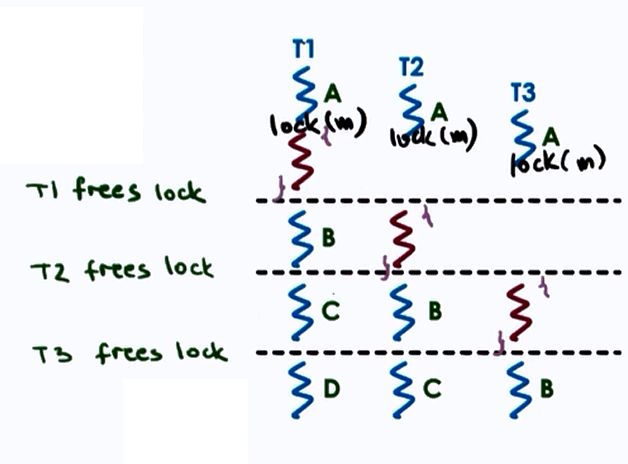 T1
T2
T3
A
A
A
lock(m) {
lock(m)
lock(m)
}
T1 frees lock
B
{
T2 frees lock
}
C
B
{
T3 frees lock
}
D
C
B